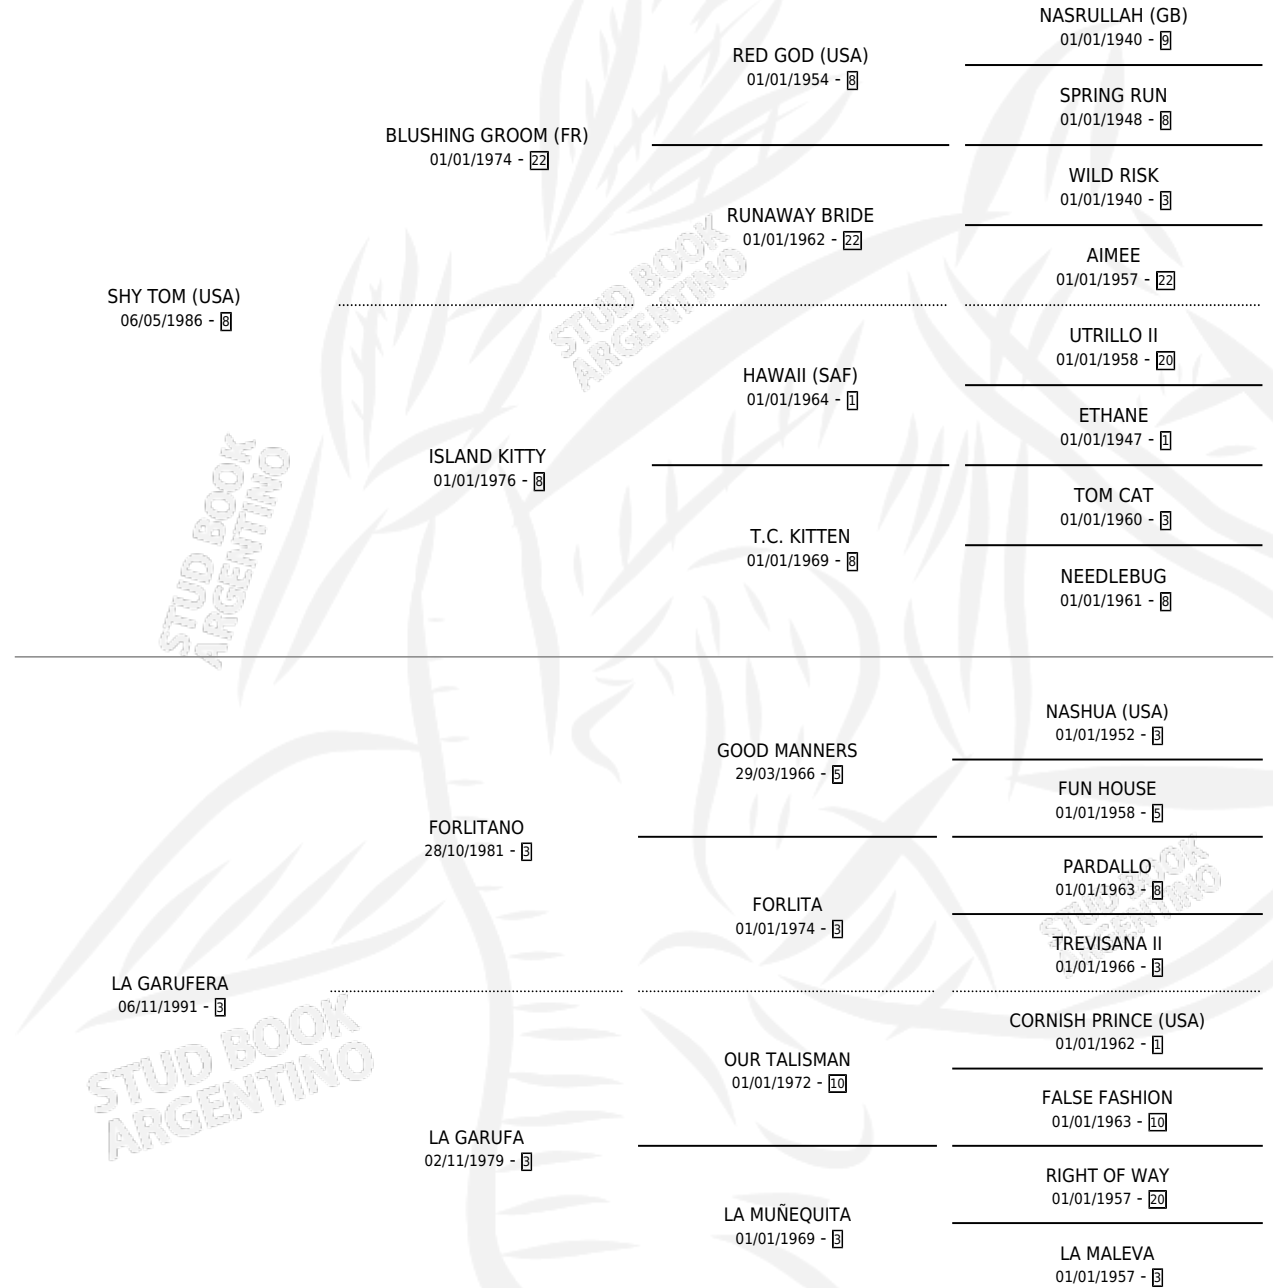 NASRULLAH (GB)
01/01/1940 - 9
RED GOD (USA)
01/01/1954 - 8
SPRING RUN
01/01/1948 - 8
BLUSHING GROOM (FR)
01/01/1974 - 22
WILD RISK
01/01/1940 - 3
RUNAWAY BRIDE
01/01/1962 - 22
AIMEE
01/01/1957 - 22
SHY TOM (USA)
06/05/1986 - 8
UTRILLO II
01/01/1958 - 20
HAWAII (SAF)
01/01/1964 - 1
ETHANE
01/01/1947 - 1
ISLAND KITTY
01/01/1976 - 8
TOM CAT
01/01/1960 - 3
T.C. KITTEN
01/01/1969 - 8
NEEDLEBUG
01/01/1961 - 8
NASHUA (USA)
01/01/1952 - 3
GOOD MANNERS
29/03/1966 - 5
FUN HOUSE
01/01/1958 - 5
FORLITANO
28/10/1981 - 3
PARDALLO
01/01/1963 - 8
FORLITA
01/01/1974 - 3
TREVISANA II
01/01/1966 - 3
LA GARUFERA
06/11/1991 - 3
CORNISH PRINCE (USA)
01/01/1962 - 1
OUR TALISMAN
01/01/1972 - 10
FALSE FASHION
01/01/1963 - 10
LA GARUFA
02/11/1979 - 3
RIGHT OF WAY
01/01/1957 - 20
LA MUÑEQUITA
01/01/1969 - 3
LA MALEVA
01/01/1957 - 3
STUD BOOK
ARGENTINO
STUD BOOK
ARGENTINO
STUD BOOK
ARGENTINO
STUD BOOK
ARGENTINO